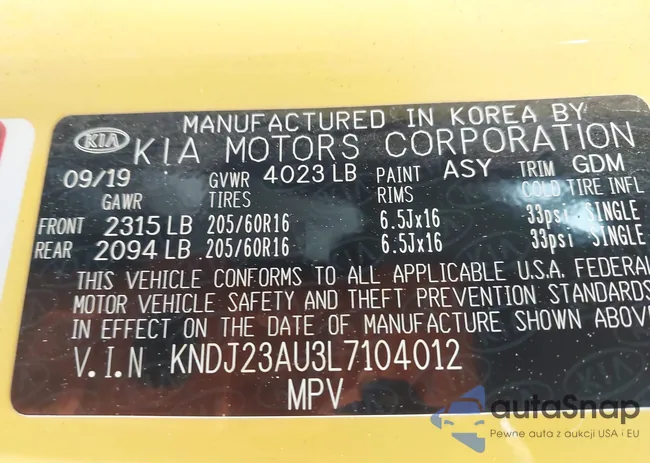 MANUFACTURED IN KOREA BY
KIA KIA MOTORS CORPORATION
09/19 GVWR 4023 LB PAINT ASY TRIM GDM
GAWR TIRES RIMS COLD TIRE INFL
FRONT 2315 LB 205/60R16 6.5Jx16 33psi SINGLE
REAR 2094 LB 205/60R16 6.5Jx16 33psi SINGLE
THIS VEHICLE CONFORMS TO ALL APPLICABLE U.S.A. FEDERAL
MOTOR VEHICLE SAFETY AND THEFT PREVENTION STANDARDS
IN EFFECT ON THE DATE OF MANUFACTURE SHOWN ABOVE
V.I.N KNDJ23AU3L7104012
MPV
autoSnap
Pewne auta z aukcji USA i EU